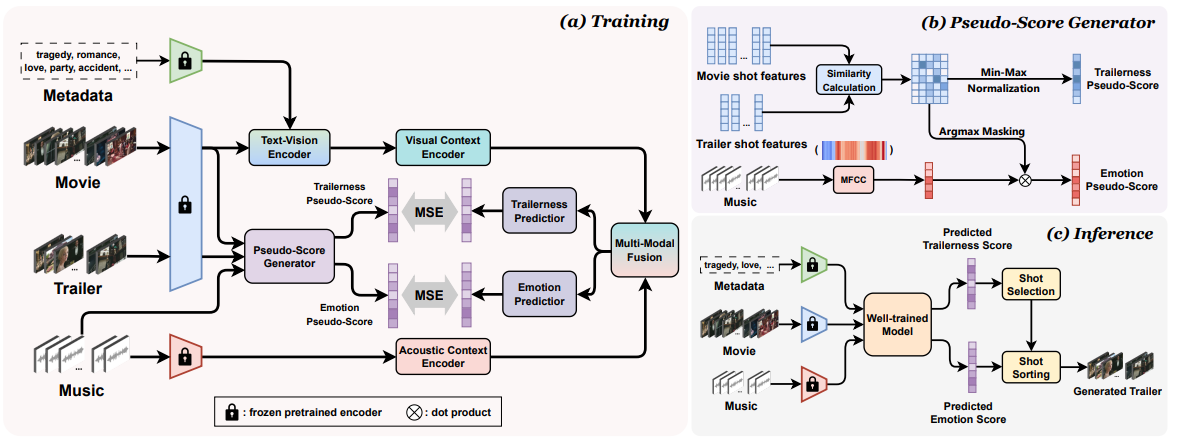 (a) Training
tragedy, romance,
love, party, accident, ...
Metadata
...
Movie
Text-Vision
Encoder
Visual Context
Encoder
Trailerness
Pseudo-Score
MSE
Trailerness
Predictior
...
Trailer
Pseudo-Score
Generator
Multi-Modal
Fusion
MSE
Emotion
Predictior
Emotion
Pseudo-Score
...
Music
Acoustic Context
Encoder
: frozen pretrained encoder
: dot product
(b) Pseudo-Score Generator
...
Movie shot features
Similarity
Calculation
Min-Max
Normalization
Trailerness
Pseudo-Score
...
Trailer shot features
Argmax Masking
( )
...
Music
MFCC
Emotion
Pseudo-Score
(c) Inference
tragedy, love, ...
Metadata
Predicted
Trailerness Score
Shot
Selection
...
Movie
Well-trained
Model
Shot
Sorting
...
Generated Trailer
...
Music
Predicted
Emotion Score